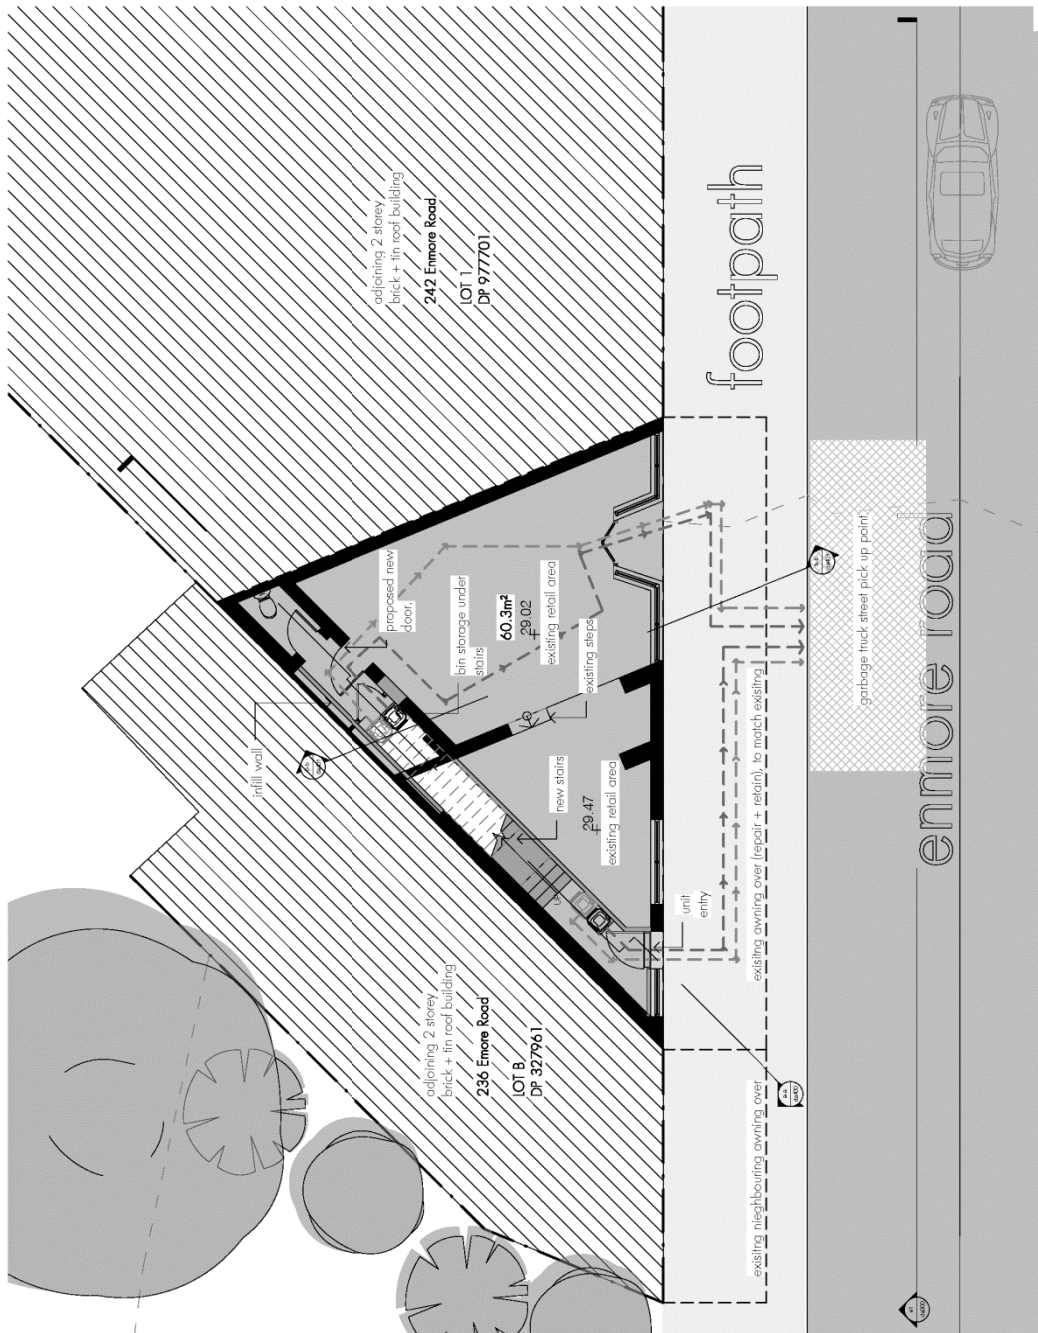 adjoining 2 storey
brick + tin roof building
242 Enmore Road
LOT 1
DP 977701
footpath
proposed new
door.
bin storage under
stairs
60.3m²
29.02
existing retail area
existing steps
infill wall
new stairs
29.47
existing retail area
unit
entry
garbage truck street pick up point.
enmore road
exisitng awning over (repair + retain), to match existing
adjoining 2 storey
brick + tin roof building
236 Emore Road
LOT B
DP 327961
exisitng nieghbouring awning over